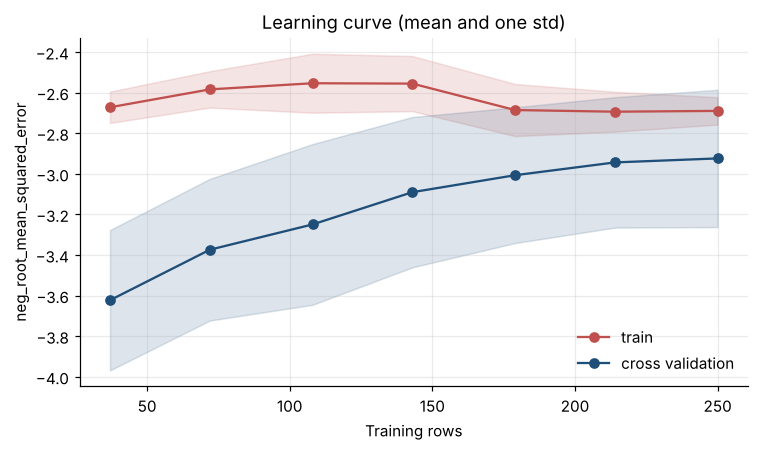 Learning curve (mean and one std)
neg_root_mean_squared_error
−2.4
−2.6
−2.8
−3.0
−3.2
−3.4
−3.6
−3.8
−4.0
train
cross validation
50
100
150
200
250
Training rows